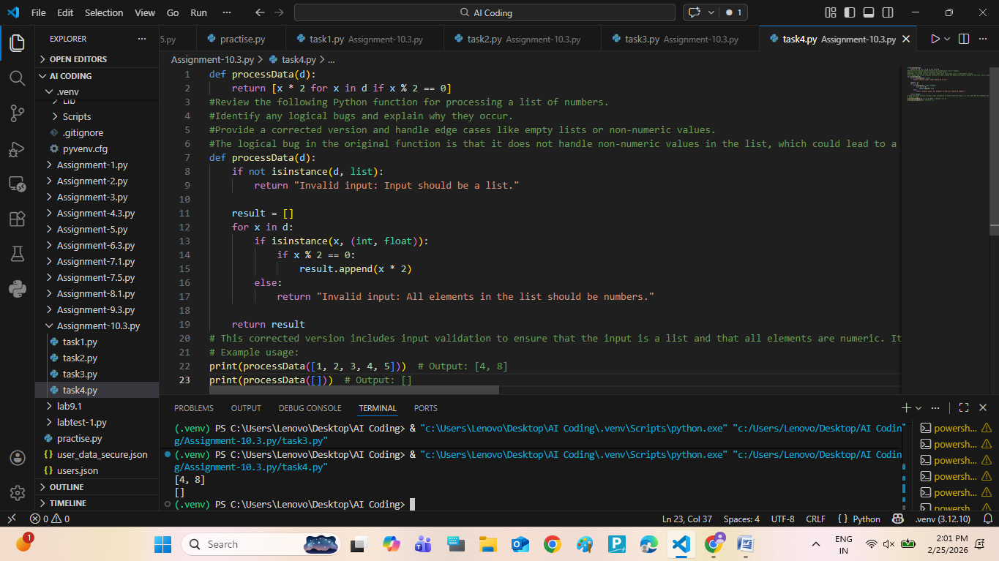 File Edit Selection View Go Run ··· AI Coding 1
EXPLORER ···
OPEN EDITORS
AI CODING
.venv
Lib
Scripts
.gitignore
pyvenv.cfg
Assignment-1.py
Assignment-2.py
Assignment-3.py
Assignment-4.3.py
Assignment-5.py
Assignment-6.3.py
Assignment-7.1.py
Assignment-7.5.py
Assignment-8.1.py
Assignment-9.3.py
Assignment-10.3.py
task1.py
task2.py
task3.py
task4.py
lab9.1
labtest-1.py
practise.py
{} user_data_secure.json
{} users.json
OUTLINE
TIMELINE
5.py practise.py task1.py Assignment-10.3.py task2.py Assignment-10.3.py task3.py Assignment-10.3.py task4.py Assignment-10.3.py
Assignment-10.3.py > task4.py > ...
1 def processData(d):
2 return [x * 2 for x in d if x % 2 == 0]
3 #Review the following Python function for processing a list of numbers.
4 #Identify any logical bugs and explain why they occur.
5 #Provide a corrected version and handle edge cases like empty lists or non-numeric values.
6 #The logical bug in the original function is that it does not handle non-numeric values in the list, which could lead to a
7 def processData(d):
8 if not isinstance(d, list):
9 return "Invalid input: Input should be a list."
10
11 result = []
12 for x in d:
13 if isinstance(x, (int, float)):
14 if x % 2 == 0:
15 result.append(x * 2)
16 else:
17 return "Invalid input: All elements in the list should be numbers."
18
19 return result
20 # This corrected version includes input validation to ensure that the input is a list and that all elements are numeric. It
21 # Example usage:
22 print(processData([1, 2, 3, 4, 5])) # Output: [4, 8]
23 print(processData([])) # Output: []
PROBLEMS OUTPUT DEBUG CONSOLE TERMINAL PORTS
(.venv) PS C:\Users\Lenovo\Desktop\AI Coding> & "c:\Users\Lenovo\Desktop\AI Coding\.venv\Scripts\python.exe" "c:/Users/Lenovo/Desktop/AI Codin
g/Assignment-10.3.py/task3.py"
(.venv) PS C:\Users\Lenovo\Desktop\AI Coding> & "c:\Users\Lenovo\Desktop\AI Coding\.venv\Scripts\python.exe" "c:/Users/Lenovo/Desktop/AI Codin
g/Assignment-10.3.py/task4.py"
[4, 8]
[]
(.venv) PS C:\Users\Lenovo\Desktop\AI Coding>
powersh...
powersh...
powersh...
powersh...
powersh...
powersh...
0 0 Ln 23, Col 37 Spaces: 4 UTF-8 CRLF {} Python .venv (3.12.10)
1 Search ENG
IN
2:01 PM
2/25/2026